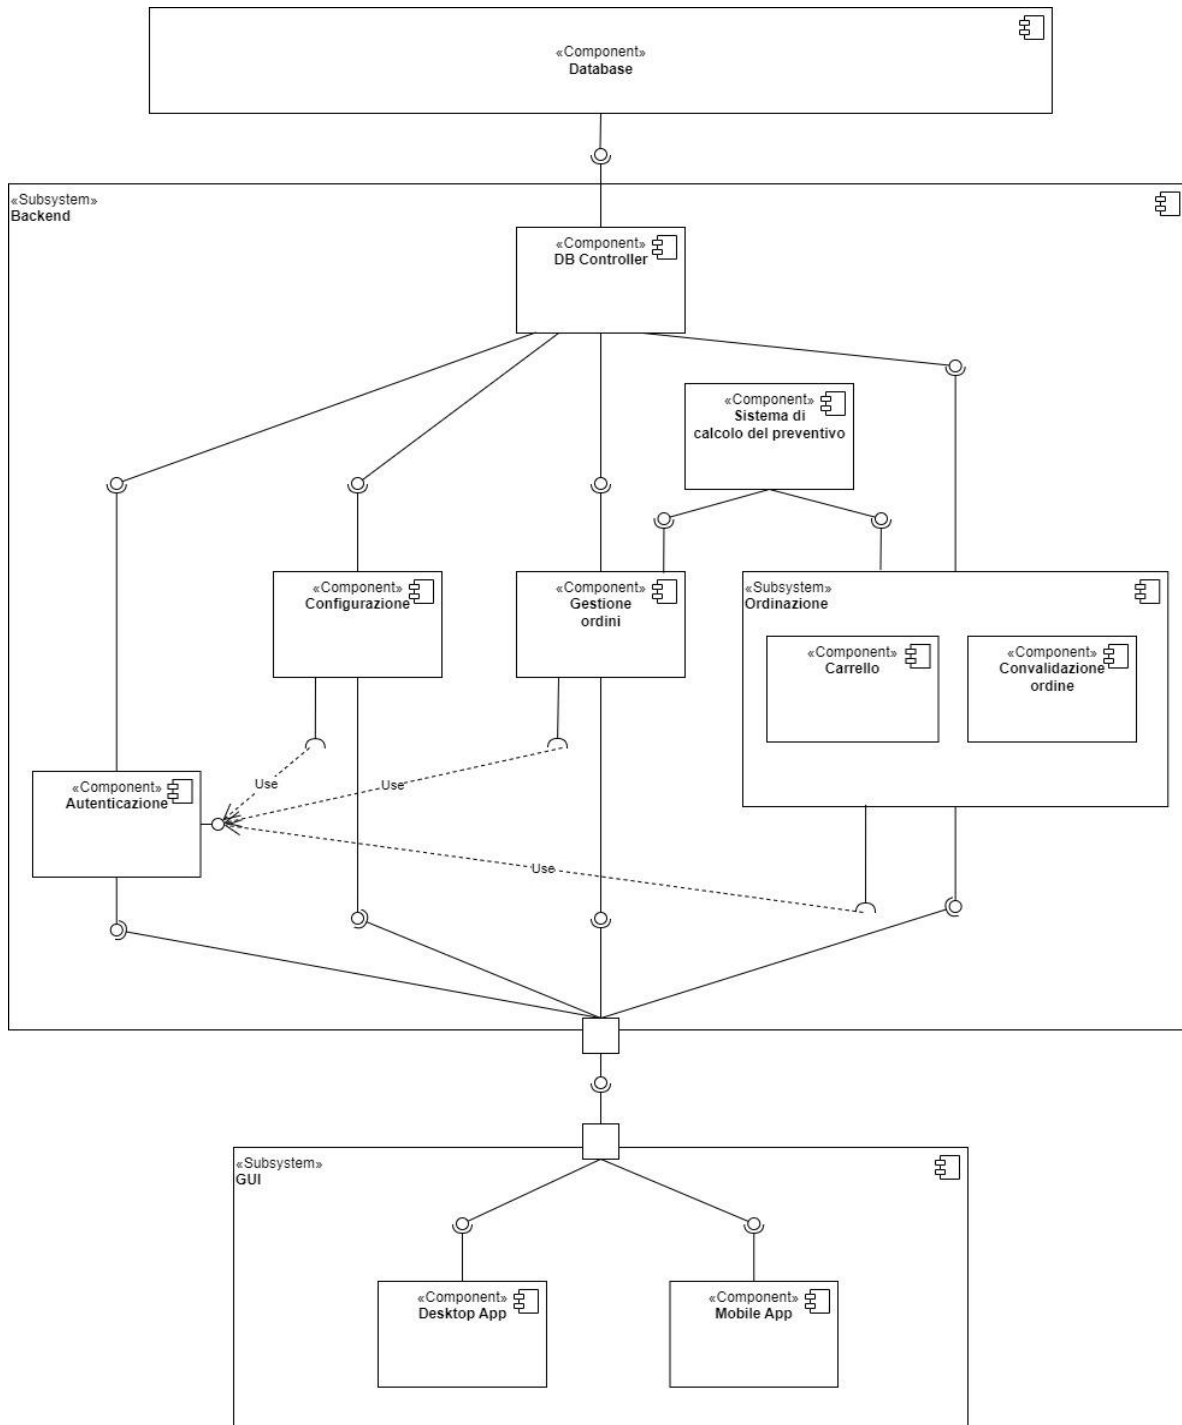 «Component»
Database
«Subsystem»
Backend
«Component»
DB Controller
«Component»
Sistema di
calcolo del preventivo
«Component»
Configurazione
«Component»
Gestione
ordini
«Subsystem»
Ordinazione
«Component»
Carrello
«Component»
Convalidazione
ordine
«Component»
Autenticazione
Use
Use
Use
«Subsystem»
GUI
«Component»
Desktop App
«Component»
Mobile App